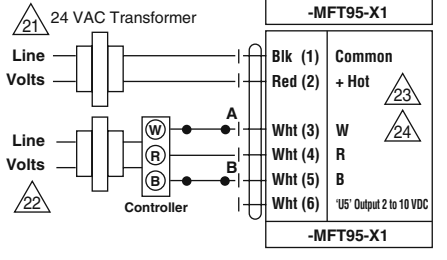 21 24 VAC Transformer
-MFT95-X1
Line
Volts
Blk (1) Common
Red (2) + Hot
23
Line
Volts
W
R
B
A
B
Wht (3) W
24
Wht (4) R
Wht (5) B
Wht (6) 'U5' Output 2 to 10 VDC
22
Controller
-MFT95-X1